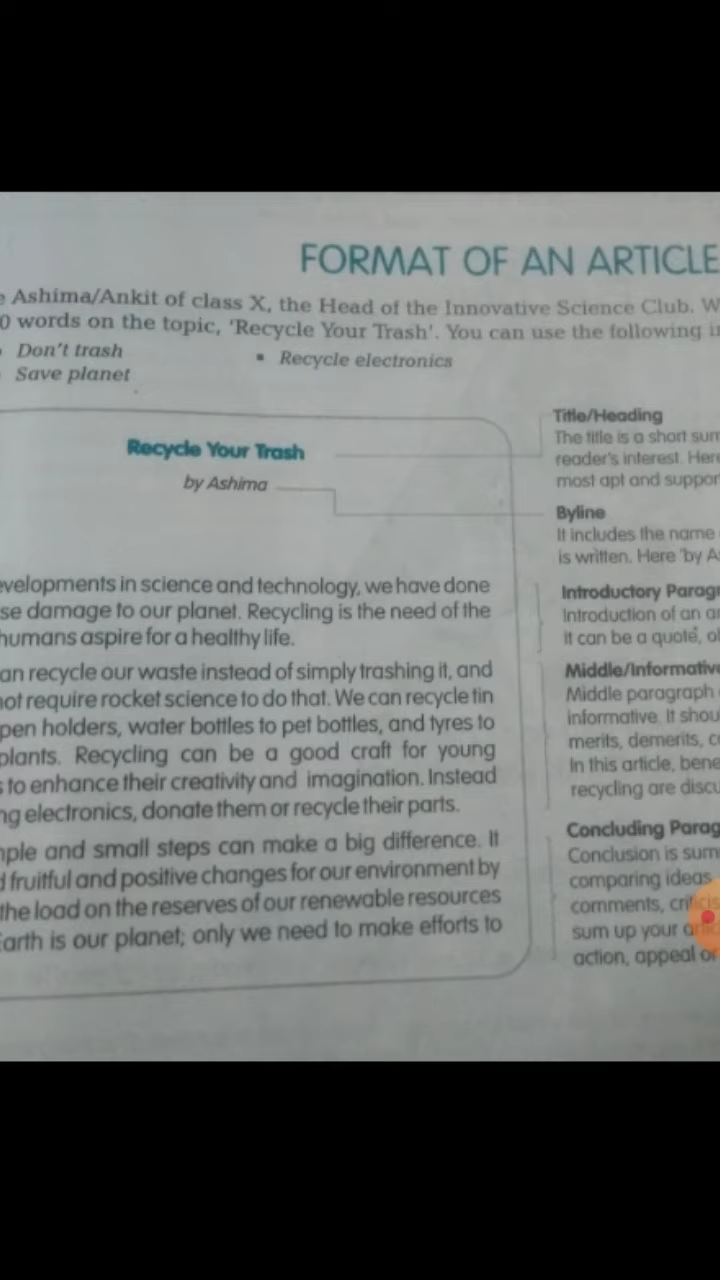 FORMAT OF AN ARTICLE
Ashima/Ankit of class X, the Head of the Innovative Science Club. W
0 words on the topic, 'Recycle Your Trash'. You can use the following i
Don't trash
▪ Recycle electronics
Save planet
Recycle Your Trash
by Ashima
evelopments in science and technology, we have done
se damage to our planet. Recycling is the need of the
humans aspire for a healthy life.
an recycle our waste instead of simply trashing it, and
not require rocket science to do that. We can recycle tin
pen holders, water bottles to pet bottles, and tyres to
plants. Recycling can be a good craft for young
s to enhance their creativity and imagination. Instead
ng electronics, donate them or recycle their parts.
mple and small steps can make a big difference. It
d fruitful and positive changes for our environment by
the load on the reserves of our renewable resources
Earth is our planet; only we need to make efforts to
Title/Heading
The title is a short sum
reader's interest. Here
most apt and suppor
Byline
It includes the name
is written. Here 'by A
Introductory Parag
Introduction of an a
it can be a quote, a
Middle/Informative
Middle paragraph
informative. It shou
merits, demerits, c
In this article, bene
recycling are discu
Concluding Parag
Conclusion is sum
comparing ideas
comments, criticis
sum up your artic
action, appeal or